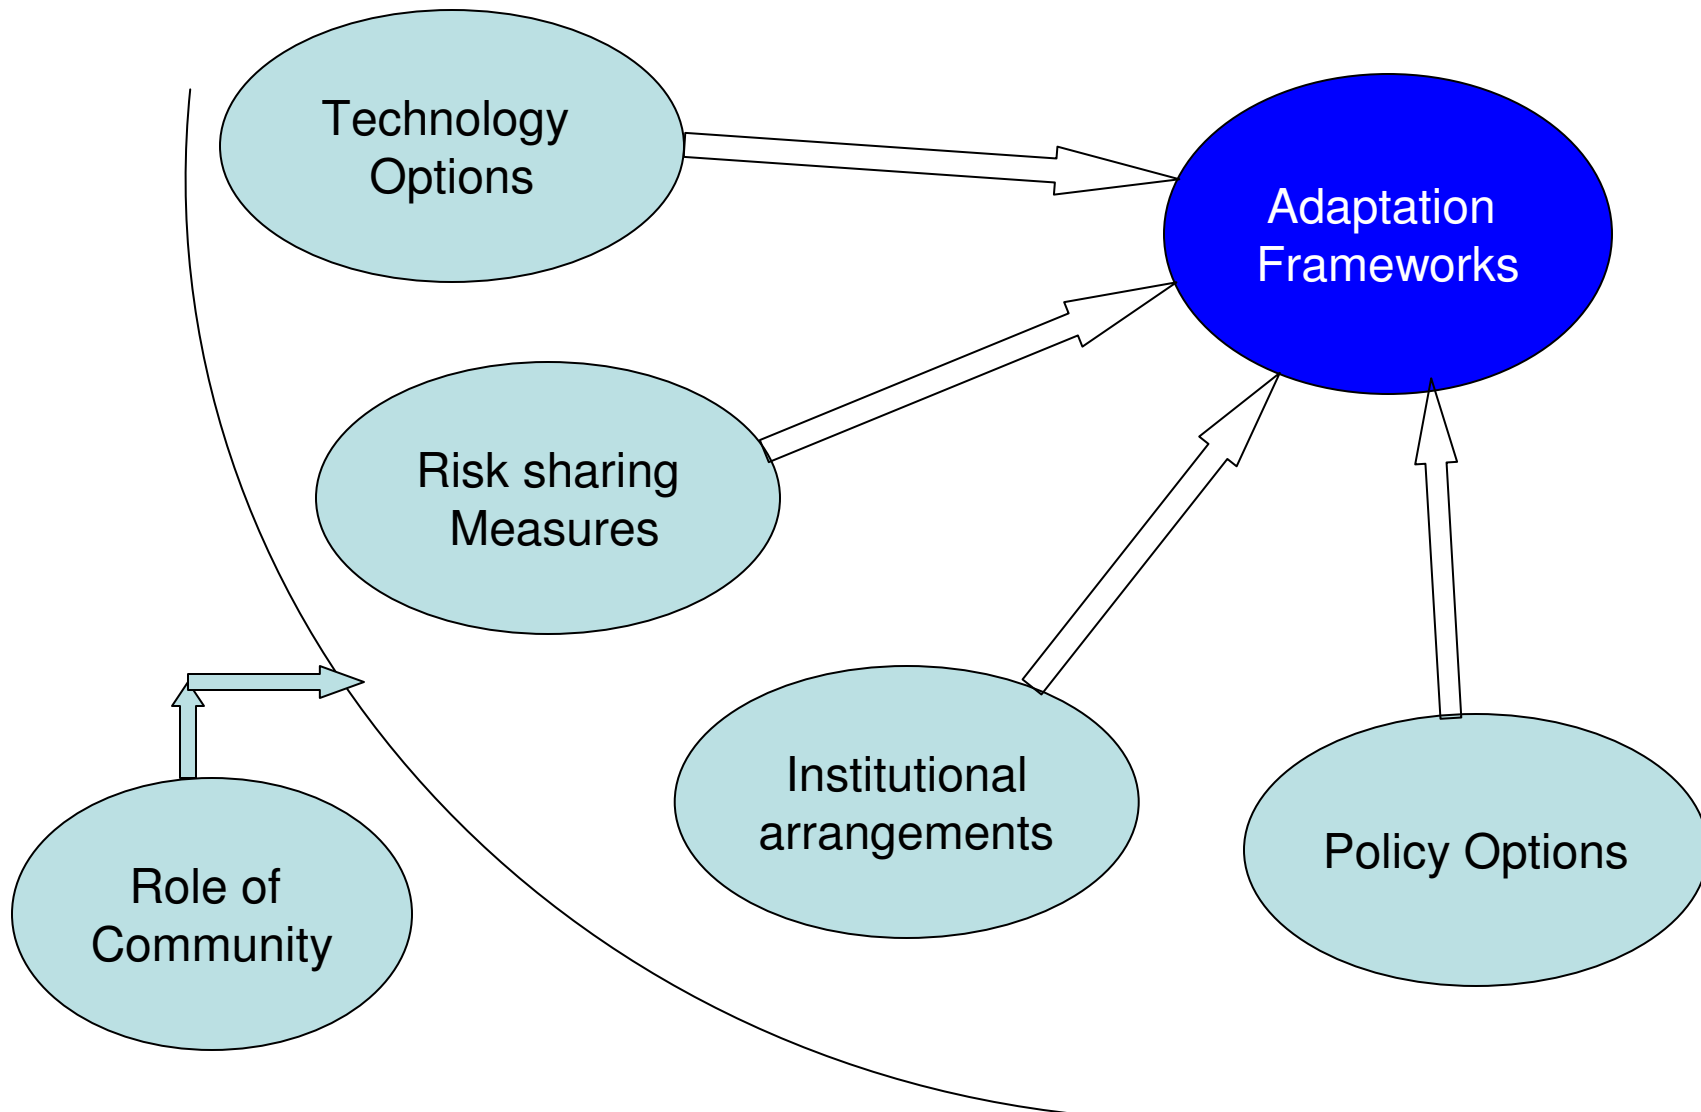 Technology
Options
Adaptation
Frameworks
Risk sharing
Measures
Institutional
arrangements
Policy Options
Role of
Community